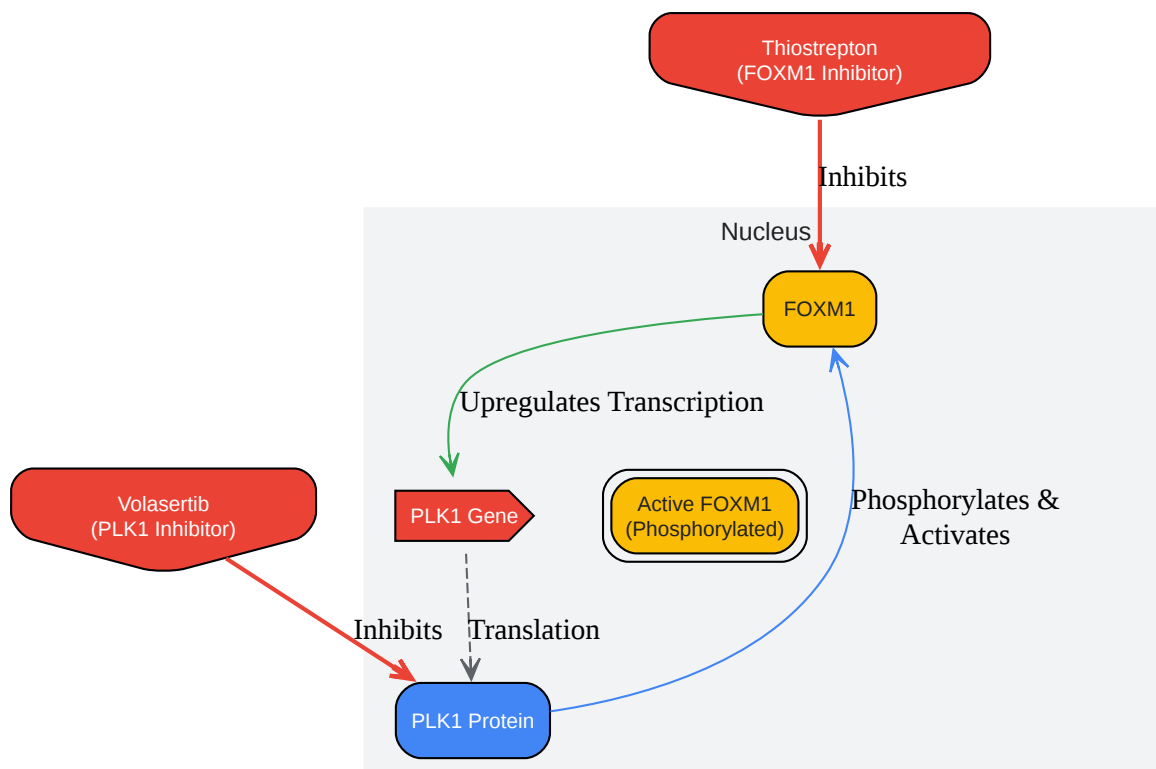 Thiostrepton
(FOXM1 Inhibitor)
Inhibits
Nucleus
FOXM1
Upregulates Transcription
Volasertib
(PLK1 Inhibitor)
PLK1 Gene
Active FOXM1
(Phosphorylated)
Phosphorylates &
Activates
Inhibits
Translation
PLK1 Protein